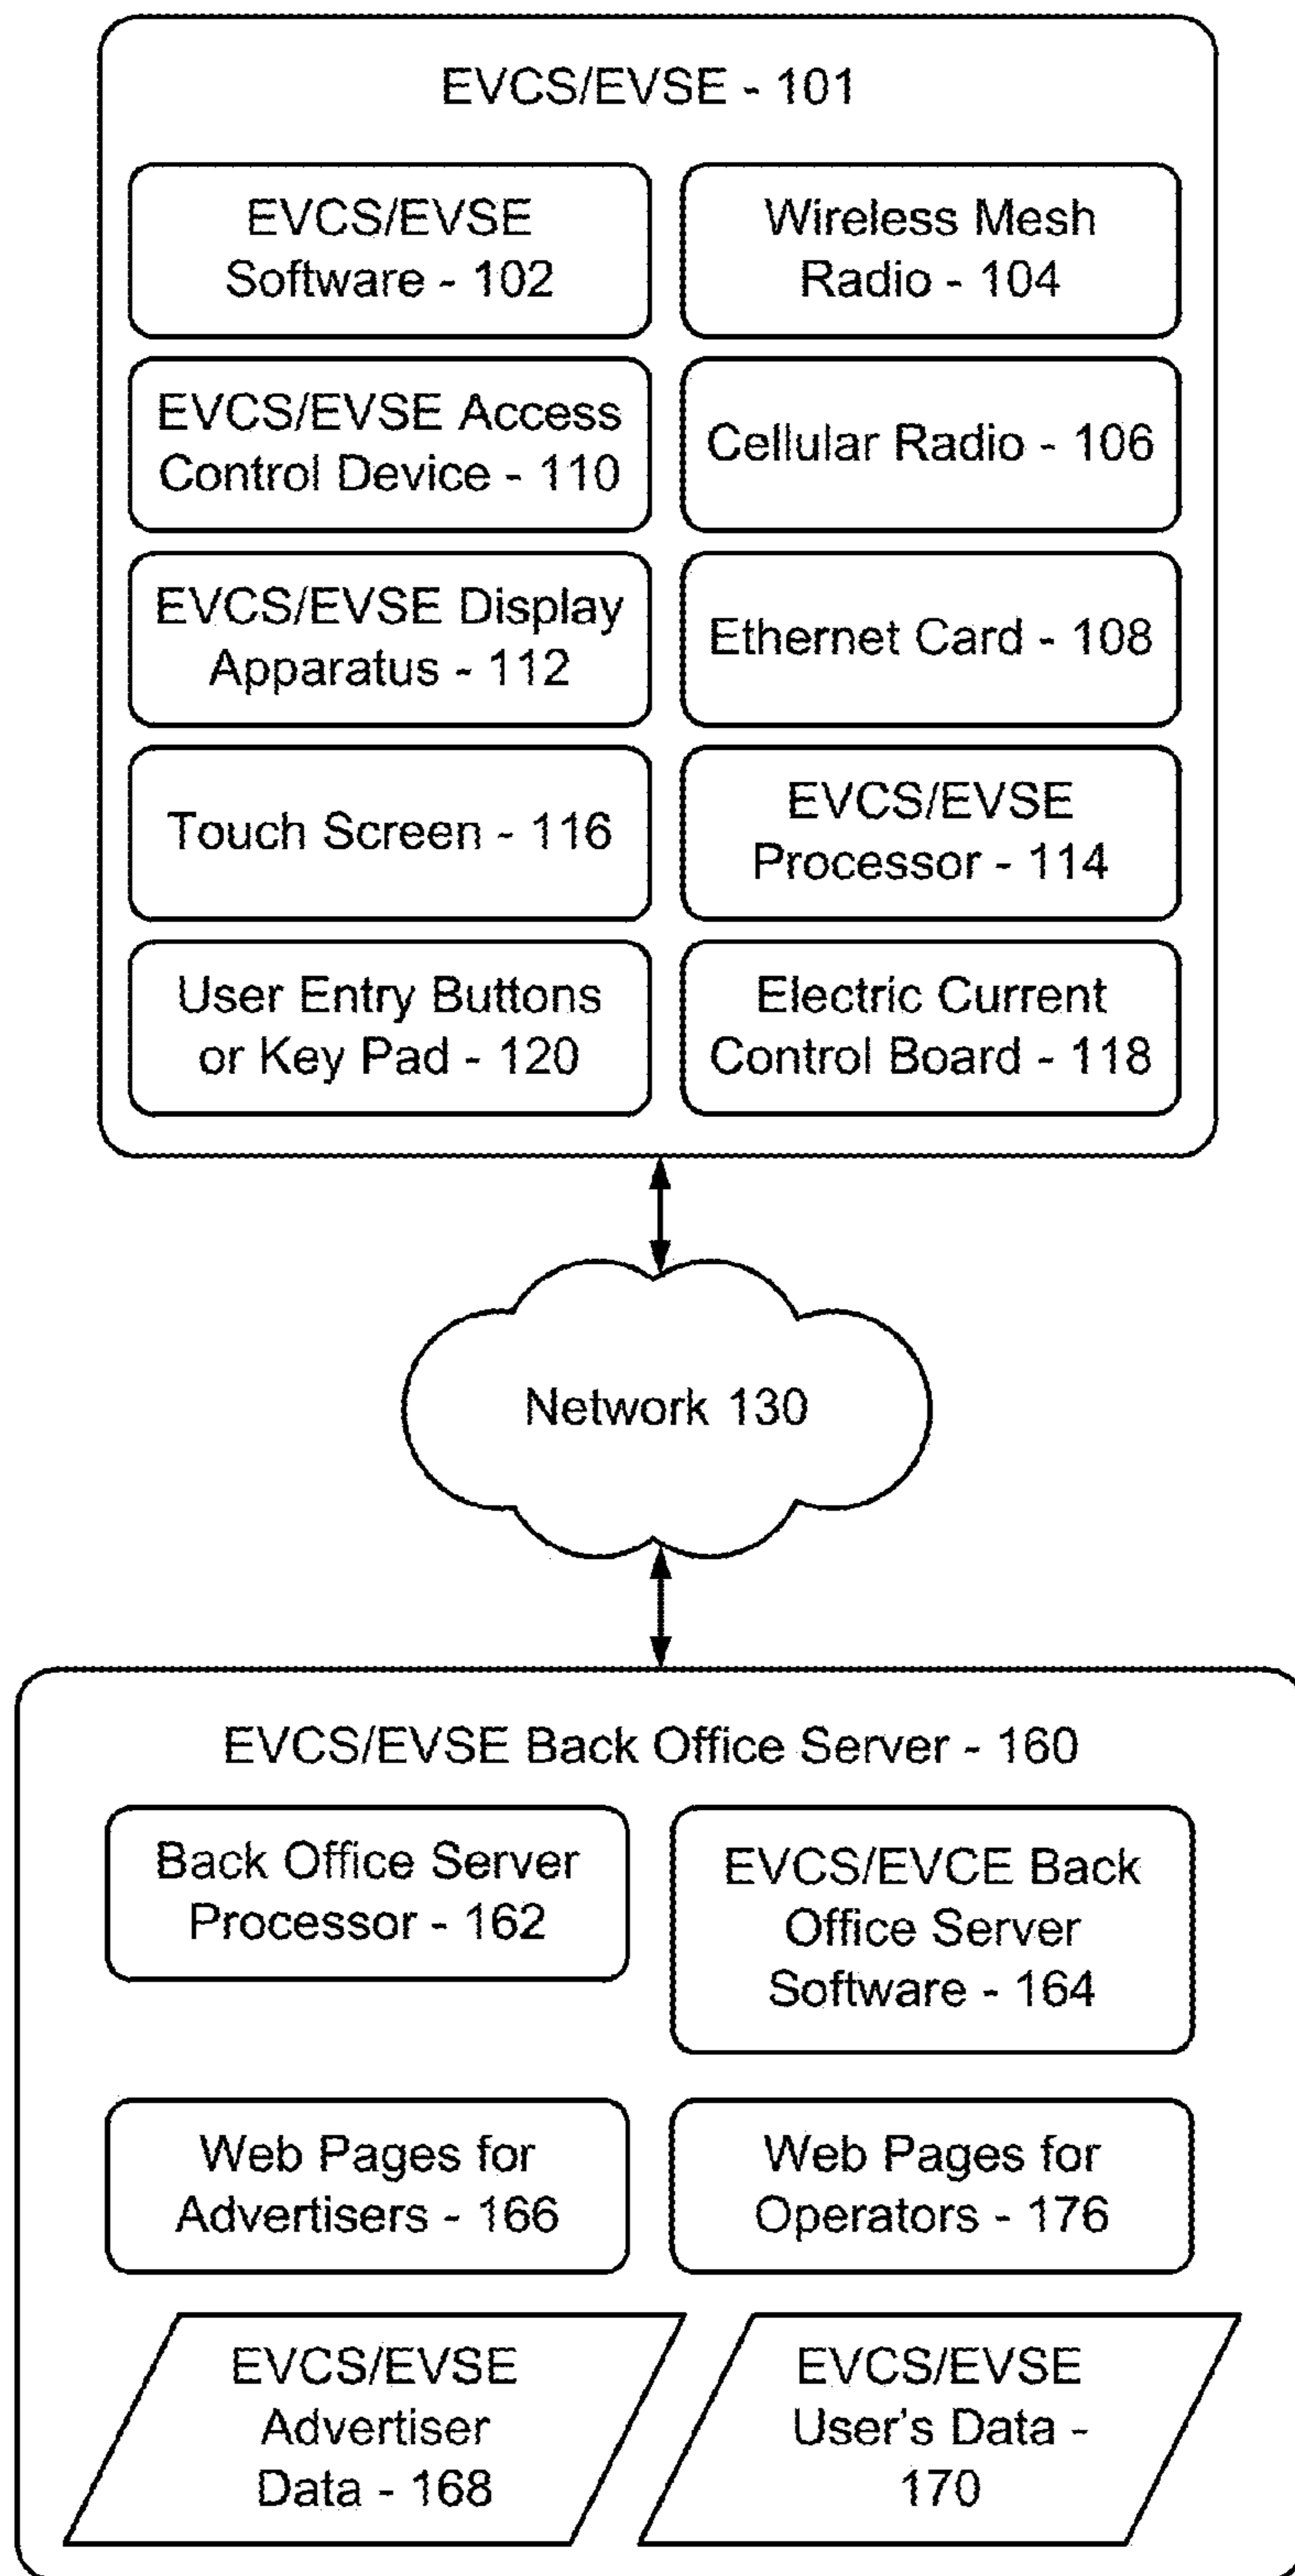 EVCS/EVSE - 101
EVCS/EVSE
Software - 102
Wireless Mesh
Radio - 104
EVCS/EVSE Access
Control Device - 110
Cellular Radio - 106
EVCS/EVSE Display
Apparatus - 112
Ethernet Card - 108
Touch Screen - 116
EVCS/EVSE
Processor - 114
User Entry Buttons
or Key Pad - 120
Electric Current
Control Board - 118
Network 130
EVCS/EVSE Back Office Server - 160
Back Office Server
Processor - 162
EVCS/EVCE Back
Office Server
Software - 164
Web Pages for
Advertisers - 166
Web Pages for
Operators - 176
EVCS/EVSE
Advertiser
Data - 168
EVCS/EVSE
User's Data -
170